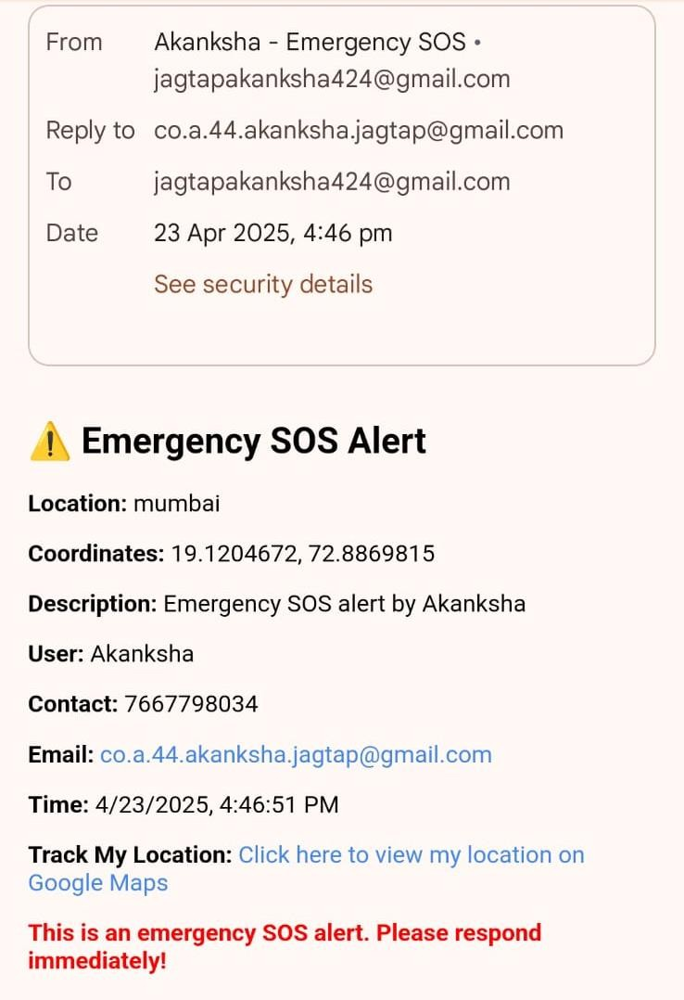 From Akanksha - Emergency SOS •
jagtapakanksha424@gmail.com
Reply to co.a.44.akanksha.jagtap@gmail.com
To jagtapakanksha424@gmail.com
Date 23 Apr 2025, 4:46 pm
See security details
⚠️ Emergency SOS Alert
Location: mumbai
Coordinates: 19.1204672, 72.8869815
Description: Emergency SOS alert by Akanksha
User: Akanksha
Contact: 7667798034
Email: co.a.44.akanksha.jagtap@gmail.com
Time: 4/23/2025, 4:46:51 PM
Track My Location: Click here to view my location on
Google Maps
This is an emergency SOS alert. Please respond
immediately!